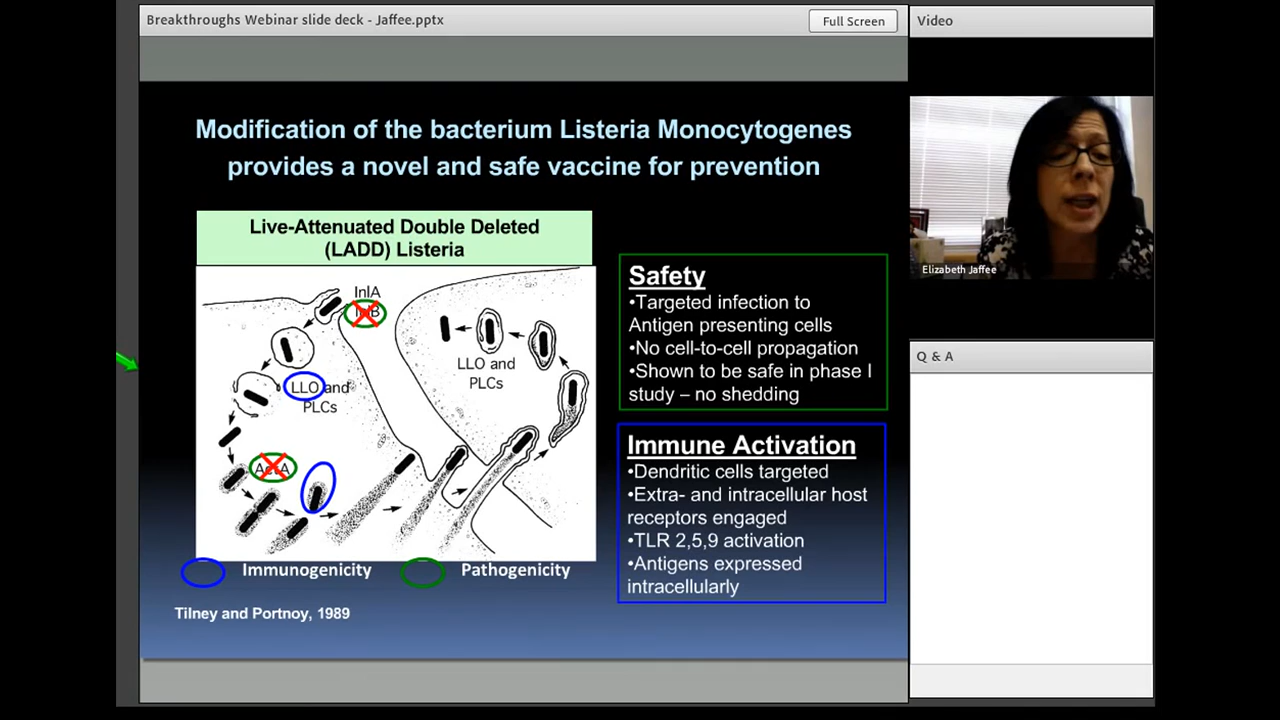 Breakthroughs Webinar slide deck - Jaffee.pptx
Full Screen
Video
Modification of the bacterium Listeria Monocytogenes
provides a novel and safe vaccine for prevention
Live-Attenuated Double Deleted
(LADD) Listeria
InlA
InlB
LLO and
PLCs
LLO and
PLCs
ActA
Immunogenicity
Pathogenicity
Tilney and Portnoy, 1989
Safety
•Targeted infection to
Antigen presenting cells
•No cell-to-cell propagation
•Shown to be safe in phase I
study – no shedding
Immune Activation
•Dendritic cells targeted
•Extra- and intracellular host
receptors engaged
•TLR 2,5,9 activation
•Antigens expressed
intracellularly
Elizabeth Jaffee
Q & A